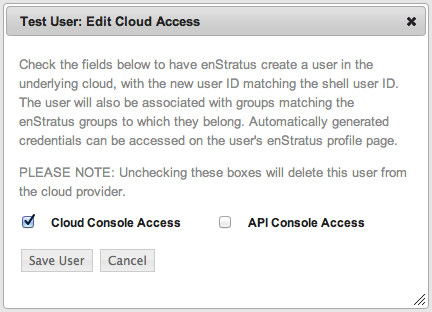 Test User: Edit Cloud Access
Check the fields below to have enStratus create a user in the
underlying cloud, with the new user ID matching the shell user ID.
The user will also be associated with groups matching the
enStratus groups to which they belong. Automatically generated
credentials can be accessed on the user's enStratus profile page.
PLEASE NOTE: Unchecking these boxes will delete this user from
the cloud provider.
Cloud Console Access API Console Access
Save User Cancel